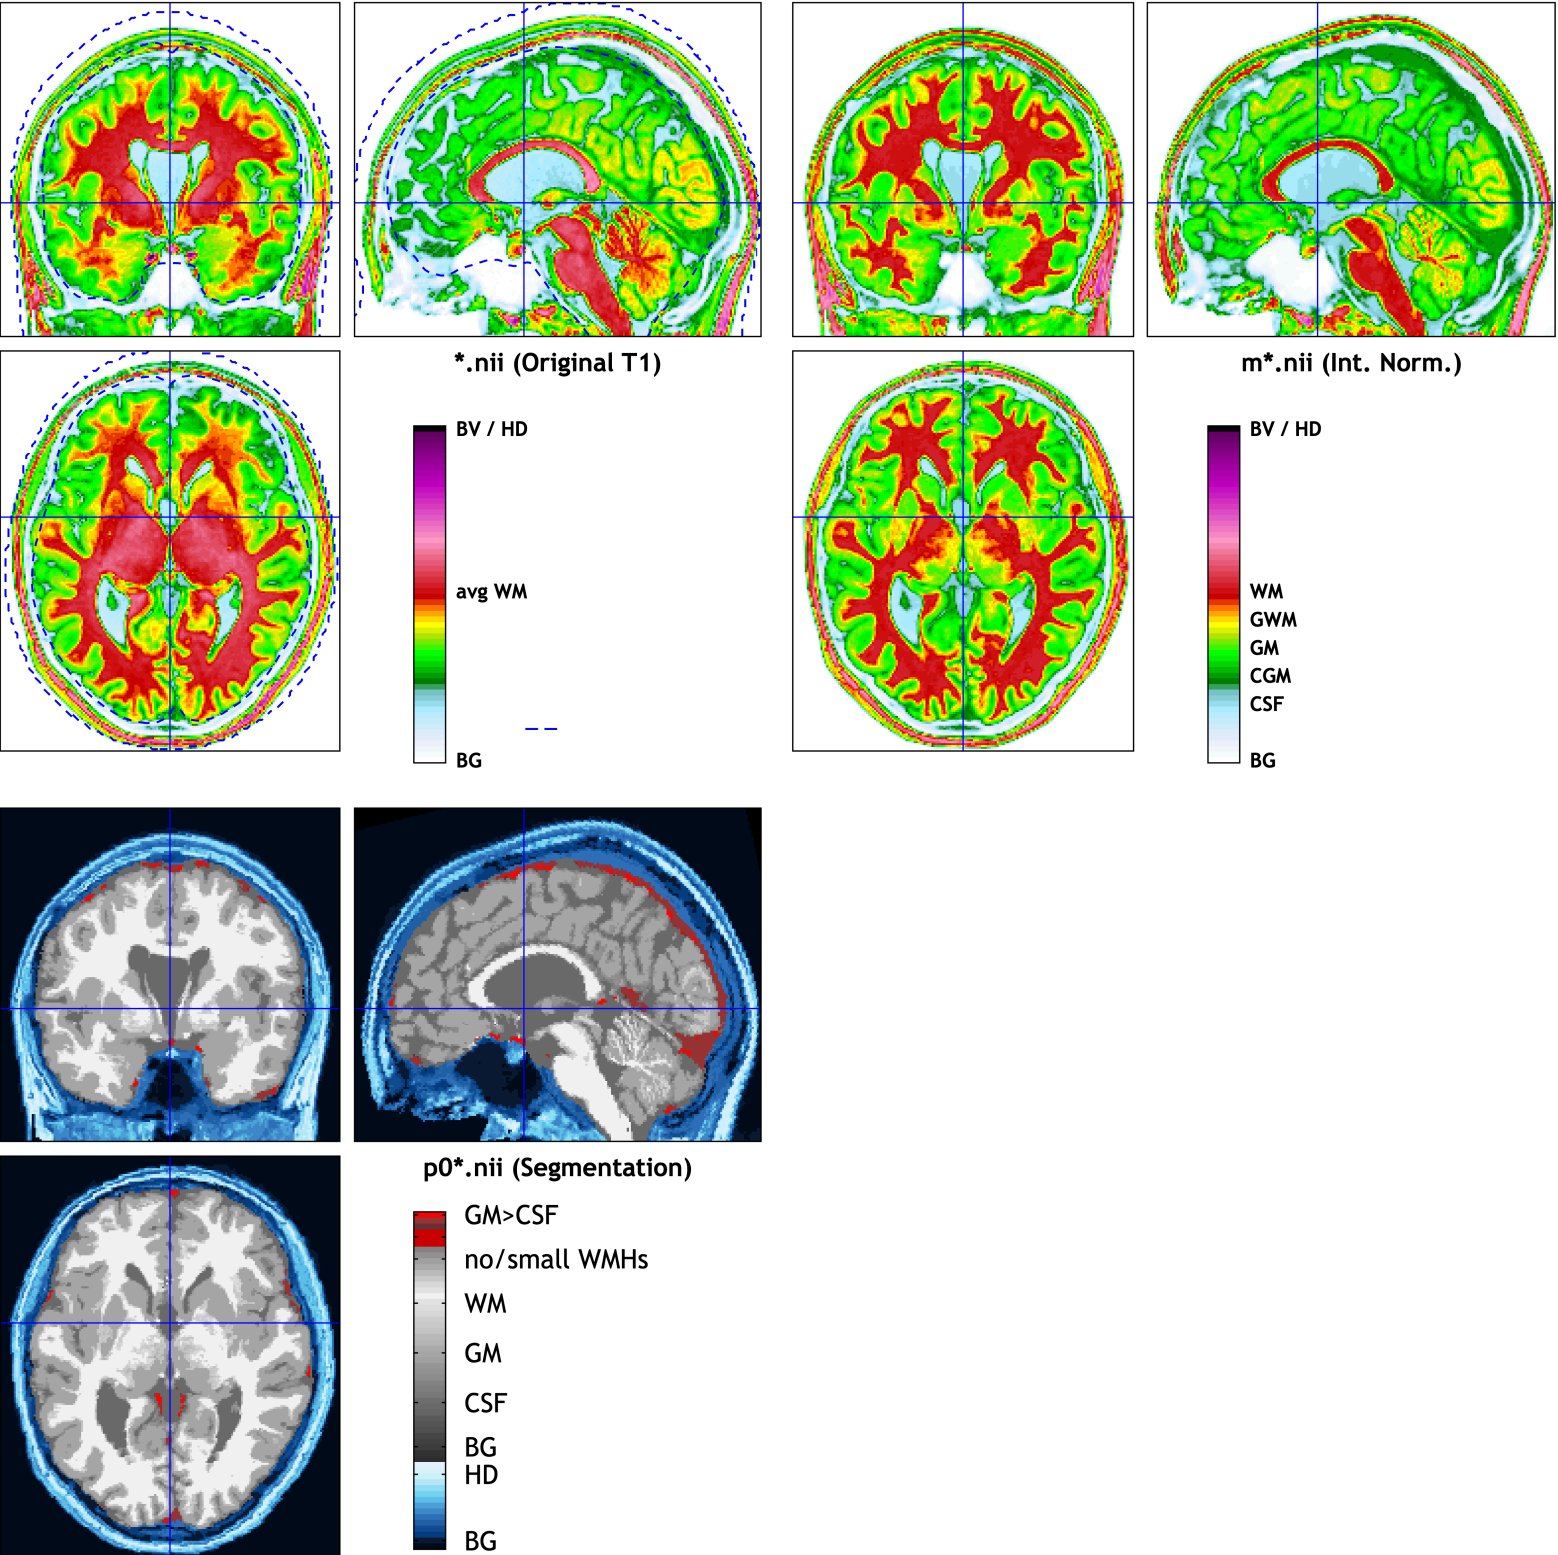 *.nii (Original T1)
BV / HD
avg WM
BG
m*.nii (Int. Norm.)
BV / HD
WM
GWM
GM
CGM
CSF
BG
p0*.nii (Segmentation)
GM>CSF
no/small WMHs
WM
GM
CSF
BG
HD
BG